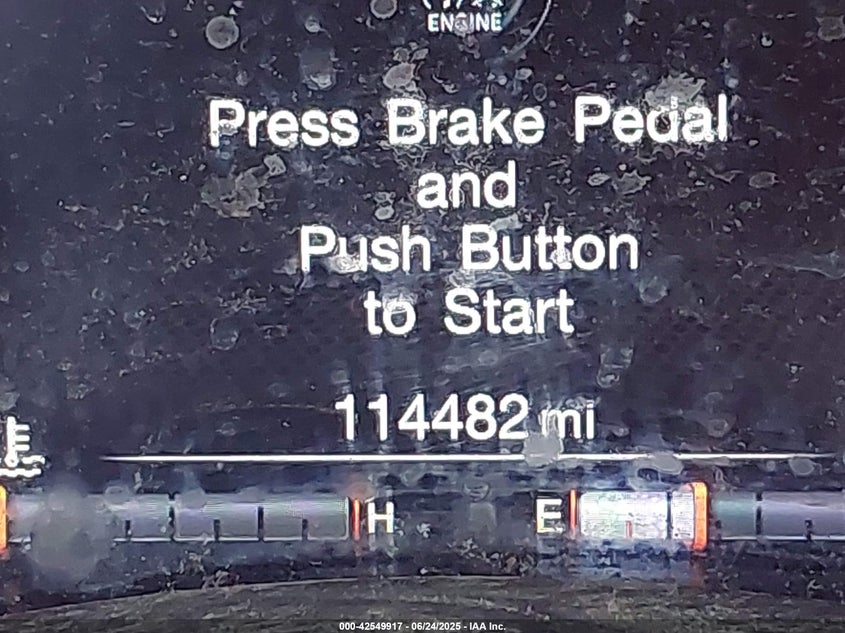 ENGINE
Press Brake Pedal
and
Push Button
to Start
114482 mi
H E
000-42549917 - 06/24/2025 - IAA Inc.